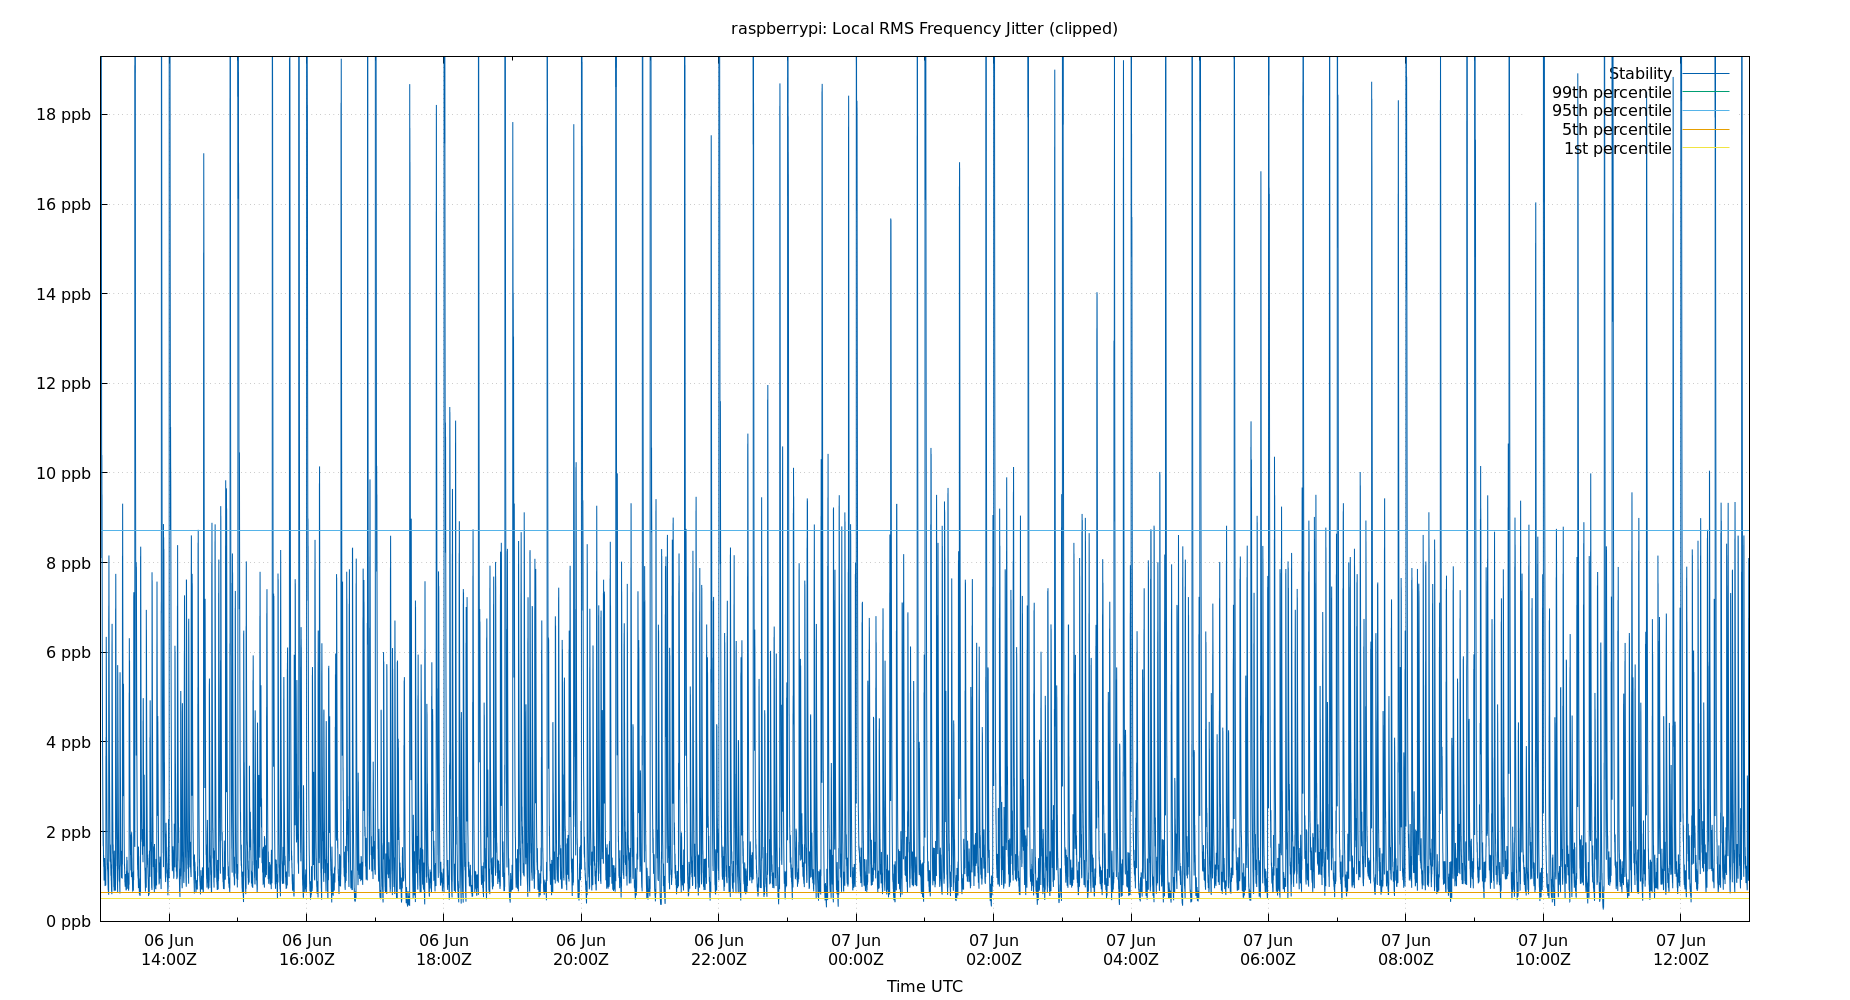 raspberrypi: Local RMS Frequency Jitter (clipped)
Stability
99th percentile
95th percentile
5th percentile
1st percentile
18 ppb
16 ppb
14 ppb
12 ppb
10 ppb
8 ppb
6 ppb
4 ppb
2 ppb
0 ppb
06 Jun 06 Jun 06 Jun 06 Jun 06 Jun 07 Jun 07 Jun 07 Jun 07 Jun 07 Jun 07 Jun 07 Jun
14:00Z 16:00Z 18:00Z 20:00Z 22:00Z 00:00Z 02:00Z 04:00Z 06:00Z 08:00Z 10:00Z 12:00Z
Time UTC